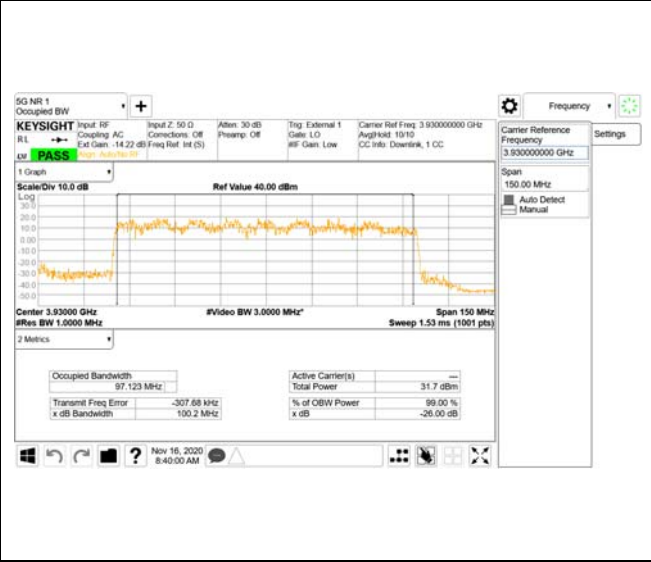 5G NR 1
Occupied BW
+
Frequency
KEYSIGHT
Input: RF
Input Z: 50 Ω
Atten: 30 dB
Trig: External 1
Carrier Ref Freq: 3.930000000 GHz
RL
Coupling: AC
Corrections: Off
Preamp: Off
Gate: LO
Avg|Hold: 10/10
Ext Gain: -14.22 dB
Freq Ref: Int (S)
#IF Gain: Low
CC Info: Downlink, 1 CC
PASS
Align: Auto/No RF
Carrier Reference
Frequency
3.930000000 GHz
Settings
Span
150.00 MHz
Auto Detect
Manual
1 Graph
Scale/Div 10.0 dB
Ref Value 40.00 dBm
Log
30.0
20.0
10.0
0.00
-10.0
-20.0
-30.0
-40.0
-50.0
Center 3.93000 GHz
#Video BW 3.0000 MHz*
Span 150 MHz
#Res BW 1.0000 MHz
Sweep 1.53 ms (1001 pts)
2 Metrics
Occupied Bandwidth
97.123 MHz
Active Carrier(s)
---
Total Power
31.7 dBm
Transmit Freq Error
-307.68 kHz
% of OBW Power
99.00 %
x dB Bandwidth
100.2 MHz
x dB
-26.00 dB
?
Nov 16, 2020
8:40:00 AM